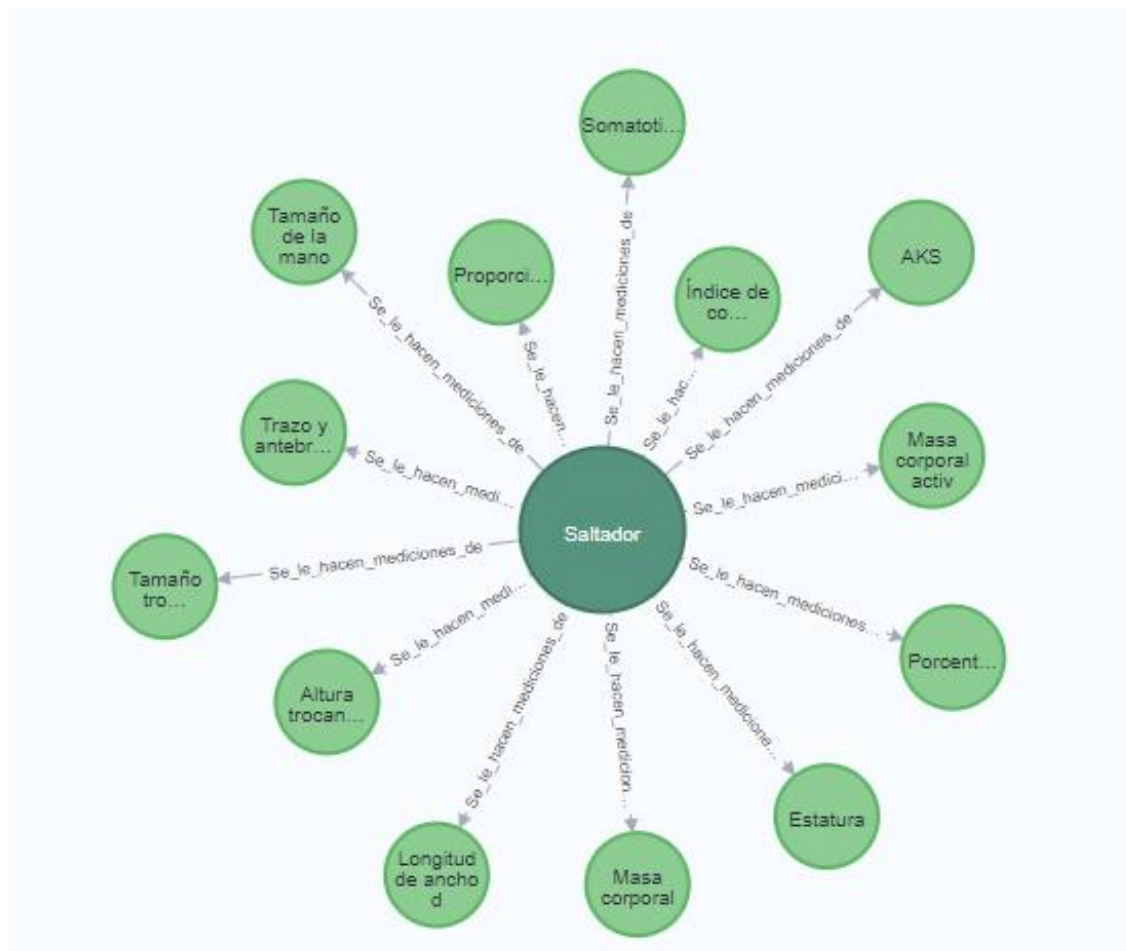 Somatoti...
Tamaño
de la
mano
Proporci...
Índice de
co...
AKS
Se_le_hacen_mediciones_de
Se_le_hacen_mediciones_de
Se_le_hacen...
Se_le_hac...
Se_le_hacen_mediciones_de
Trazo y
antebr...
Masa
corporal
activ
Se_le_hacen_medi...
Se_le_hacen_medici...
Saltador
Tamaño
tro...
Se_le_hacen_mediciones_de
Se_le_hacen_mediciones...
Porcent...
Altura
trocan...
Se_le_hacen_medi...
Se_le_hacen_mediciones_de
Se_le_hacen_medicion...
Se_le_hacen_medicione...
Estatura
Longitud
de ancho
d
Masa
corporal